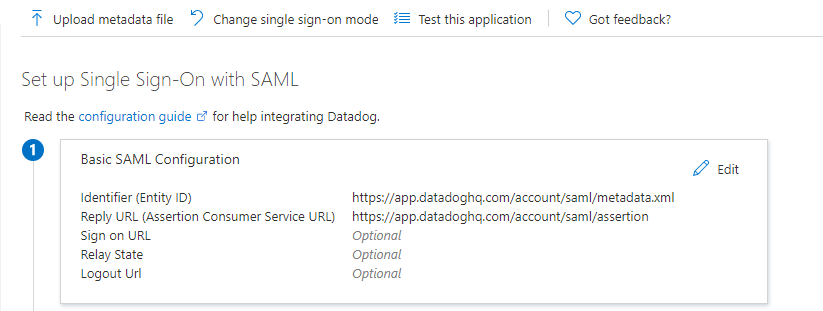 Upload metadata file Change single sign-on mode Test this application Got feedback?
Set up Single Sign-On with SAML
Read the configuration guide for help integrating Datadog.
1
Basic SAML Configuration
Edit
Identifier (Entity ID) https://app.datadoghq.com/account/saml/metadata.xml
Reply URL (Assertion Consumer Service URL) https://app.datadoghq.com/account/saml/assertion
Sign on URL Optional
Relay State Optional
Logout Url Optional